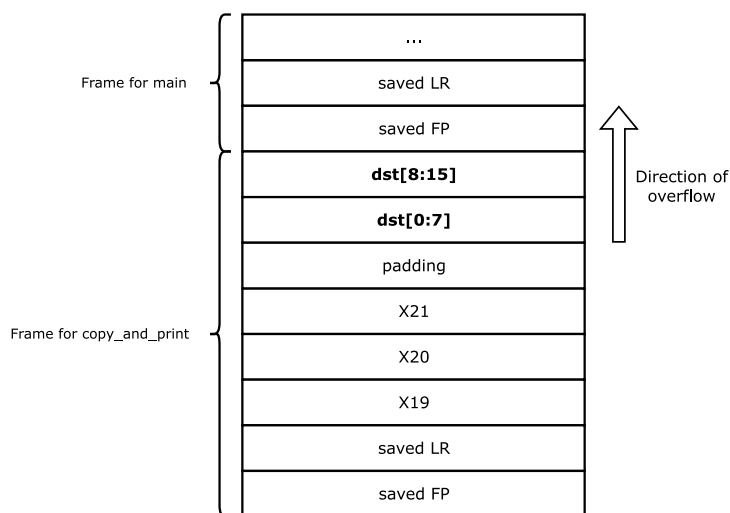 ...
Frame for main
saved LR
saved FP
dst[8:15]
Direction of
overflow
dst[0:7]
padding
X21
Frame for copy_and_print
X20
X19
saved LR
saved FP